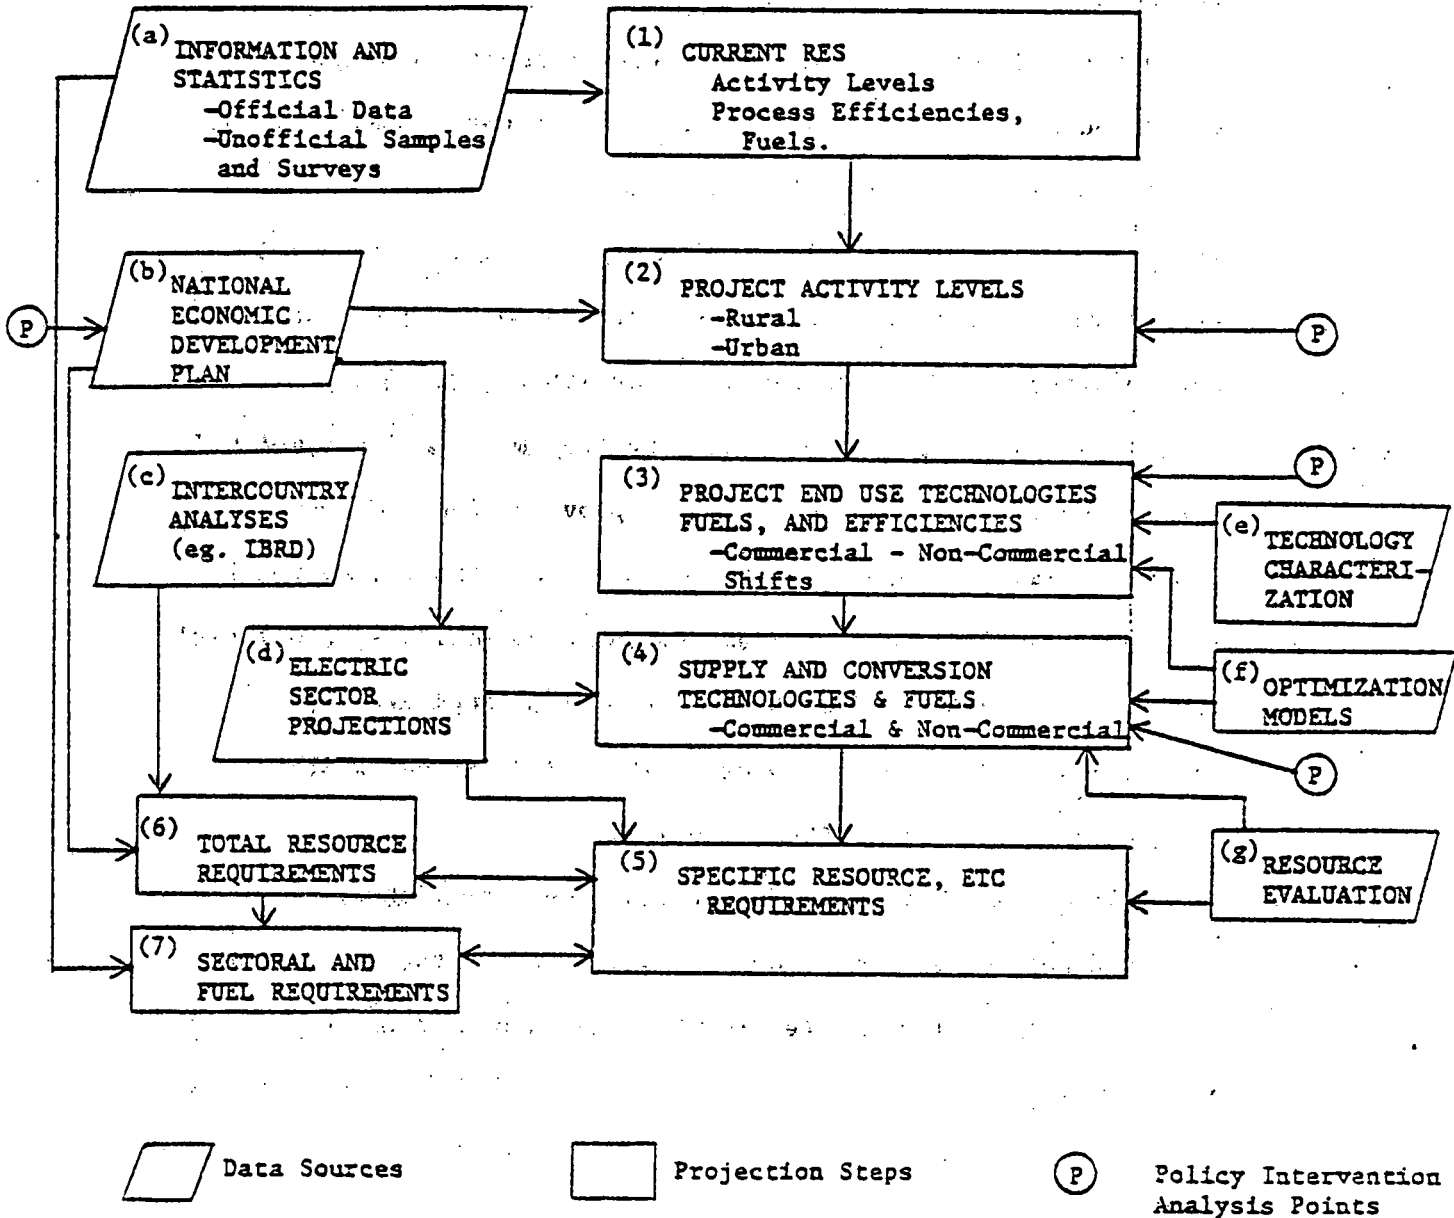 (a) INFORMATION AND
STATISTICS
-Official Data
-Unofficial Samples
and Surveys
(1) CURRENT RES
Activity Levels
Process Efficiencies,
Fuels.
(b) NATIONAL
ECONOMIC
DEVELOPMENT
PLAN
P
(2) PROJECT ACTIVITY LEVELS
-Rural
-Urban
P
(c) INTERCOUNTRY
ANALYSES
(eg. IBRD)
(3) PROJECT END USE TECHNOLOGIES
FUELS, AND EFFICIENCIES
-Commercial - Non-Commercial
Shifts
P
(e) TECHNOLOGY
CHARACTERI-
ZATION
(d) ELECTRIC
SECTOR
PROJECTIONS
(4) SUPPLY AND CONVERSION
TECHNOLOGIES & FUELS
-Commercial & Non-Commercial
(f) OPTIMIZATION
MODELS
P
(6) TOTAL RESOURCE
REQUIREMENTS
(5) SPECIFIC RESOURCE, ETC
REQUIREMENTS
(g) RESOURCE
EVALUATION
(7) SECTORAL AND
FUEL REQUIREMENTS
Data Sources
Projection Steps
P Policy Intervention
Analysis Points